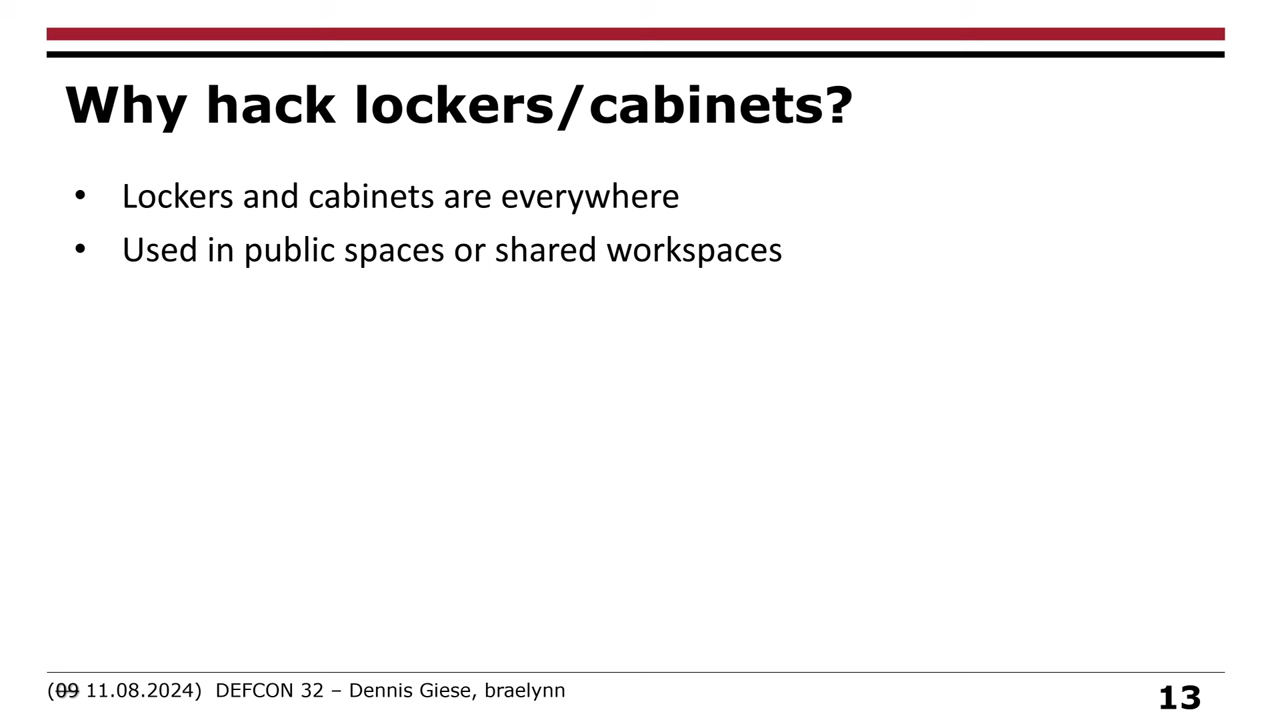 Why hack lockers/cabinets?
• Lockers and cabinets are everywhere
• Used in public spaces or shared workspaces
(09 11.08.2024) DEFCON 32 – Dennis Giese, braelynn
13